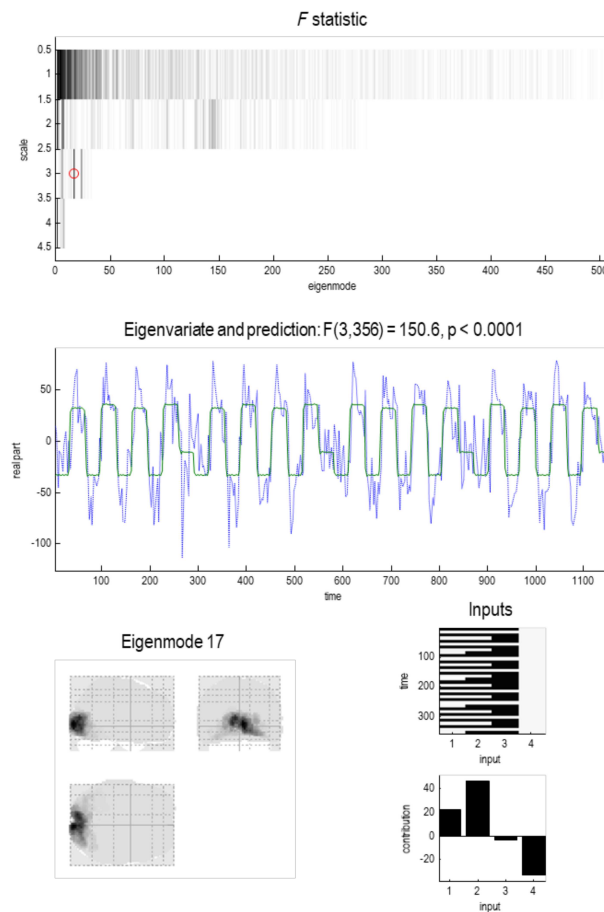 F statistic
0.5
1
1.5
2
2.5
3
3.5
4
4.5
scale
0 50 100 150 200 250 300 350 400 450 500
eigenmode
Eigenvariate and prediction: F(3,356) = 150.6, p < 0.0001
50
0
-50
-100
real part
100 200 300 400 500 600 700 800 900 1000 1100
time
Eigenmode 17
Inputs
100
200
300
time
1 2 3 4
input
40
20
0
-20
contribution
1 2 3 4
input